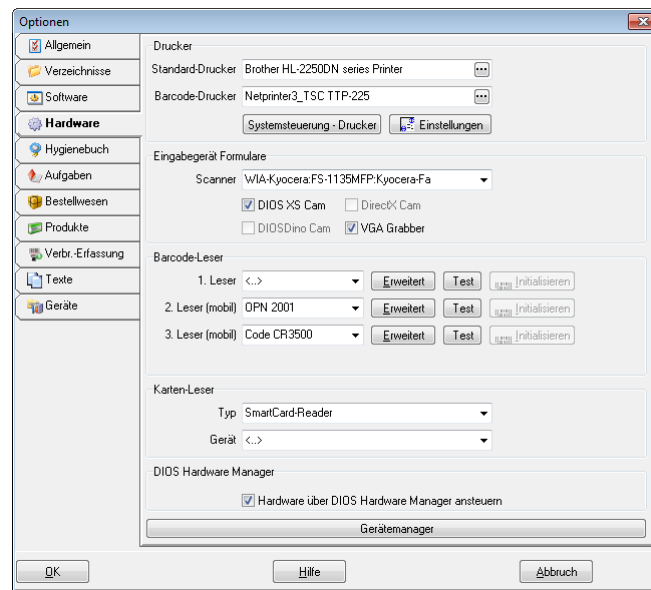 Optionen
Allgemein
Verzeichnisse
Software
Hardware
Hygienebuch
Aufgaben
Bestellwesen
Produkte
Verbr.-Erfassung
Texte
Geräte
Drucker
Standard-Drucker Brother HL-2250DN series Printer ...
Barcode-Drucker Netprinter3_TSC TTP-225 ...
Systemsteuerung - Drucker Einstellungen
Eingabegerät Formulare
Scanner WIA-Kyocera:FS-1135MFP:Kyocera-Fa
DIOS XS Cam DirectX Cam
DIOSDino Cam VGA Grabber
Barcode-Leser
1. Leser <..> Erweitert Test Initialisieren
2. Leser (mobil) OPN 2001 Erweitert Test Initialisieren
3. Leser (mobil) Code CR3500 Erweitert Test Initialisieren
Karten-Leser
Typ SmartCard-Reader
Gerät <..>
DIOS Hardware Manager
Hardware über DIOS Hardware Manager ansteuern
Gerätemanager
OK Hilfe Abbruch